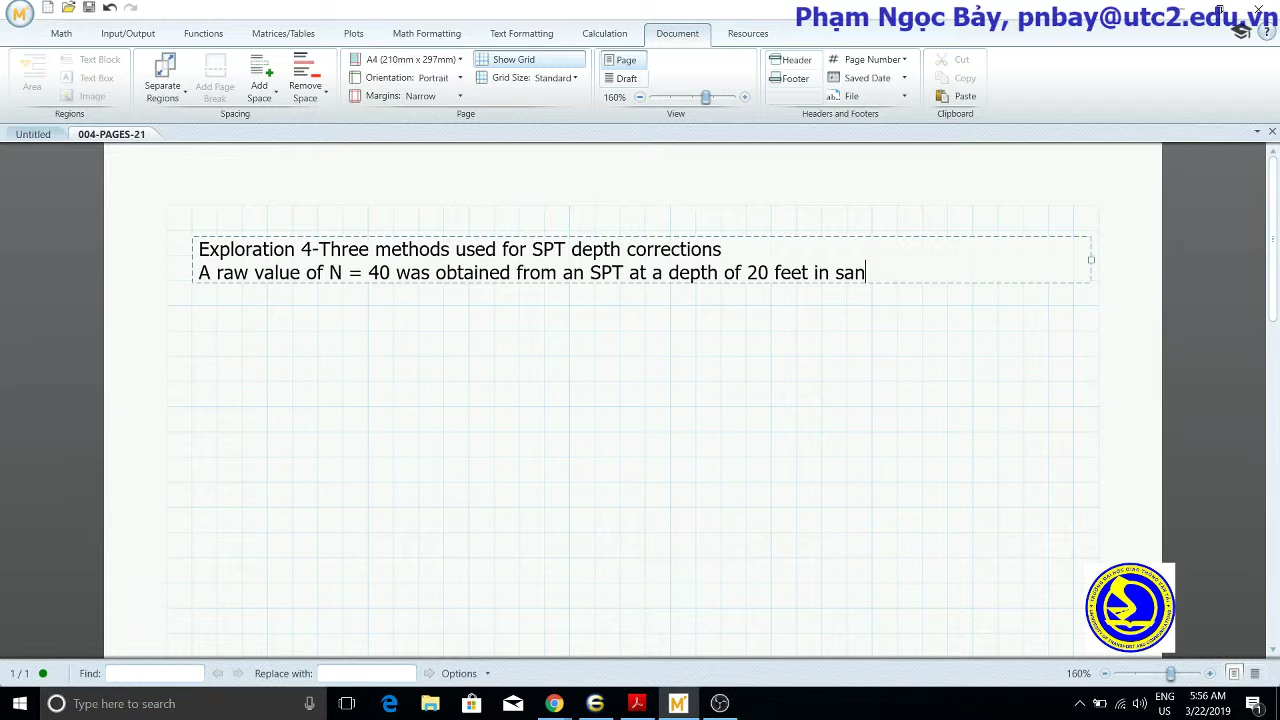 Phạm Ngọc Bảy, pnbay@utc2.edu.vn
Math Input/Output Functions Matrices/Tables Plots Math Formatting Text Formatting Calculation Document Resources
Area
Text Block
Text Box
Image
Regions
Separate Regions
Add Page Break
Add Space
Remove Space
Spacing
A4 (210mm x 297mm)
Orientation: Portrait
Margins: Narrow
Show Grid
Grid Size: Standard
Page
Page
Draft
160%
View
Header
Footer
# Page Number
Saved Date
File
Headers and Footers
Cut
Copy
Paste
Clipboard
Untitled 004-PAGES-21
Exploration 4-Three methods used for SPT depth corrections
A raw value of N = 40 was obtained from an SPT at a depth of 20 feet in san
1 / 1 Find: Replace with: Options 160%
Type here to search
ENG
US
5:56 AM
3/22/2019